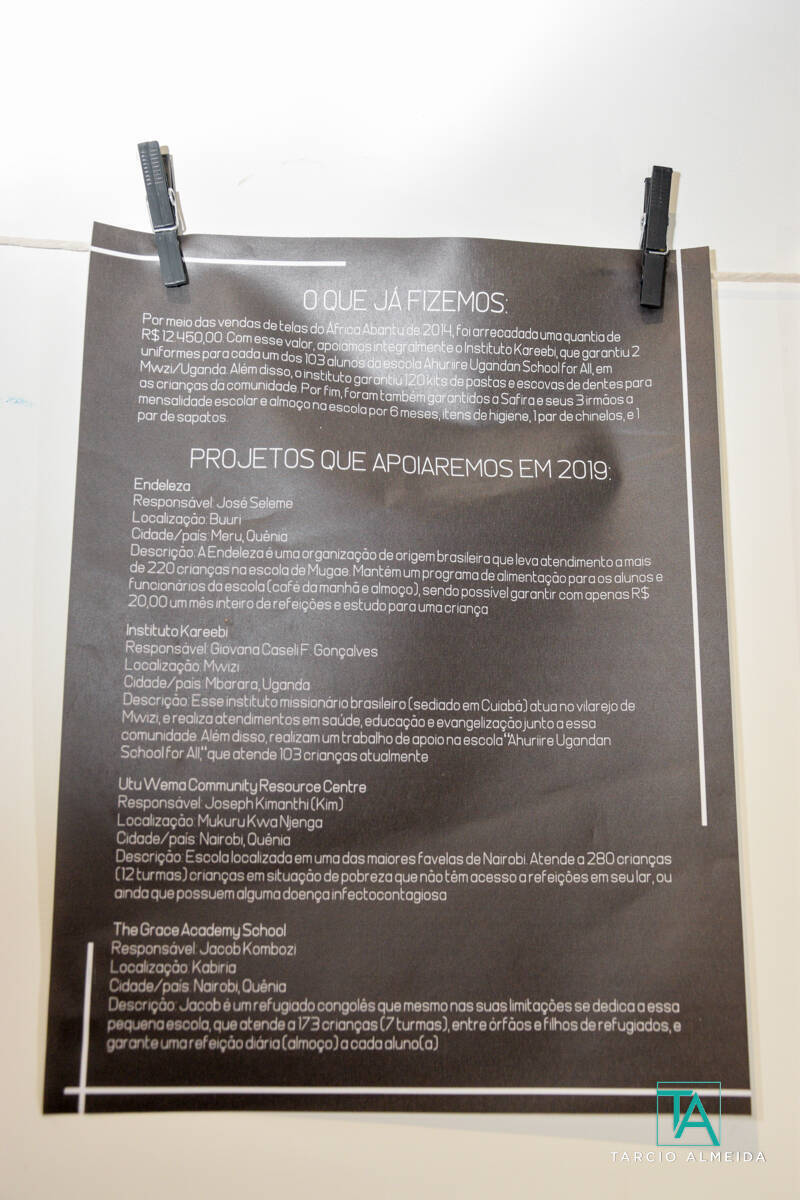 O QUE JÁ FIZEMOS:
Por meio das vendas de telas do África Abantu de 2014, foi arrecadada uma quantia de
R$ 12.450,00. Com esse valor, apoiamos integralmente o Instituto Kareebi, que garantiu 2
uniformes para cada um dos 103 alunos da escola Ahuriire Ugandan School for All, em
Mwzi/Uganda. Além disso, o instituto garantiu 120 kits de pastas e escovas de dentes para
as crianças da comunidade. Por fim, foram também garantidos a Safira e seus 3 irmãos a
mensalidade escolar e almoço na escola por 6 meses, itens de higiene, 1 par de chinelos, e 1
par de sapatos.
PROJETOS QUE APOIAREMOS EM 2019:
Endeleza
Responsável: José Seleme
Localização: Buuri
Cidade/país: Meru, Quênia
Descrição: A Endeleza é uma organização de origem brasileira que leva atendimento a mais
de 220 crianças na escola de Mugae. Mantêm um programa de alimentação para os alunos e
funcionários da escola (café da manhã e almoço), sendo possível garantir com apenas R$
20,00 um mês inteiro de refeições e estudo para uma criança
Instituto Kareebi
Responsável: Giovana Caseli F. Gonçalves
Localização: Mwizi
Cidade/país: Mbarara, Uganda
Descrição: Esse instituto missionário brasileiro (sediado em Cuiabá) atua no vilarejo de
Mwizi, e realiza atendimentos em saúde, educação e evangelização junto a essa
comunidade. Além disso, realizam um trabalho de apoio na escola "Ahuriire Ugandan
School for All," que atende 103 crianças atualmente
Utu Wema Community Resource Centre
Responsável: Joseph Kimanthi (Kim)
Localização: Mukuru Kwa Njenga
Cidade/país: Nairobi, Quênia
Descrição: Escola localizada em uma das maiores favelas de Nairobi. Atende a 280 crianças
(12 turmas) crianças em situação de pobreza que não têm acesso a refeições em seu lar, ou
ainda que possuem alguma doença infectocontagiosa
The Grace Academy School
Responsável: Jacob Kombozi
Localização: Kabiria
Cidade/país: Nairobi, Quênia
Descrição: Jacob é um refugiado congolês que mesmo nas suas limitações se dedica a essa
pequena escola, que atende a 173 crianças (7 turmas), entre órfãos e filhos de refugiados, e
garante uma refeição diária (almoço) a cada aluno(a)
TA
TARCIO ALMEIDA